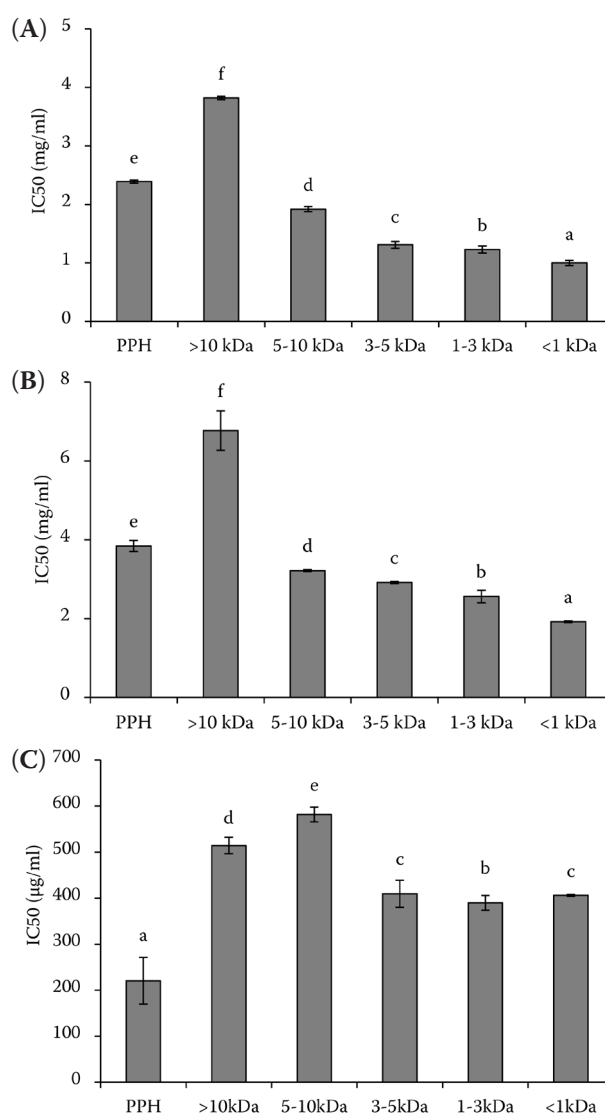 (A)
IC50 (mg/ml)
5
4
3
2
1
0
e
f
d
c
b
a
PPH >10 kDa 5-10 kDa 3-5 kDa 1-3 kDa <1 kDa
(B)
IC50 (mg/ml)
8
6
4
2
0
e
f
d
c
b
a
PPH >10 kDa 5-10 kDa 3-5 kDa 1-3 kDa <1 kDa
(C)
IC50 (µg/ml)
700
600
500
400
300
200
100
0
a
d
e
c
b
c
PPH >10kDa 5-10kDa 3-5kDa 1-3kDa <1kDa